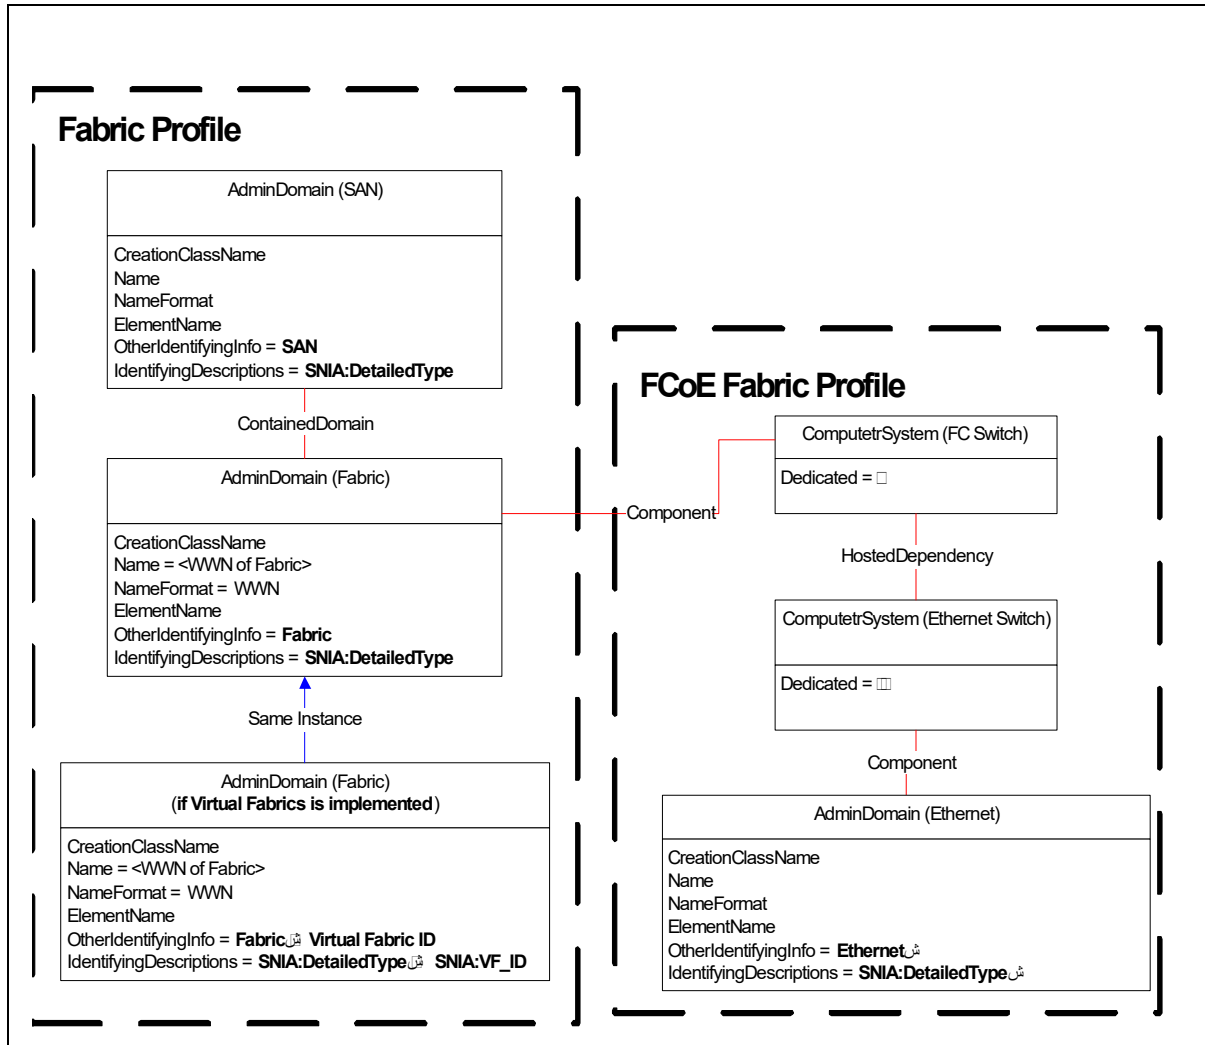 Fabric Profile
AdminDomain (SAN)
CreationClassName
Name
NameFormat
ElementName
OtherIdentifyingInfo = SAN
IdentifyingDescriptions = SNIA:DetailedType
ContainedDomain
AdminDomain (Fabric)
CreationClassName
Name = <WWN of Fabric>
NameFormat = WWN
ElementName
OtherIdentifyingInfo = Fabric
IdentifyingDescriptions = SNIA:DetailedType
Same Instance
AdminDomain (Fabric)
(if Virtual Fabrics is implemented)
CreationClassName
Name = <WWN of Fabric>
NameFormat = WWN
ElementName
OtherIdentifyingInfo = Fabric Virtual Fabric ID
IdentifyingDescriptions = SNIA:DetailedType SNIA:VF_ID
Component
FCoE Fabric Profile
ComputetrSystem (FC Switch)
Dedicated =
HostedDependency
ComputetrSystem (Ethernet Switch)
Dedicated =
Component
AdminDomain (Ethernet)
CreationClassName
Name
NameFormat
ElementName
OtherIdentifyingInfo = Ethernet
IdentifyingDescriptions = SNIA:DetailedType